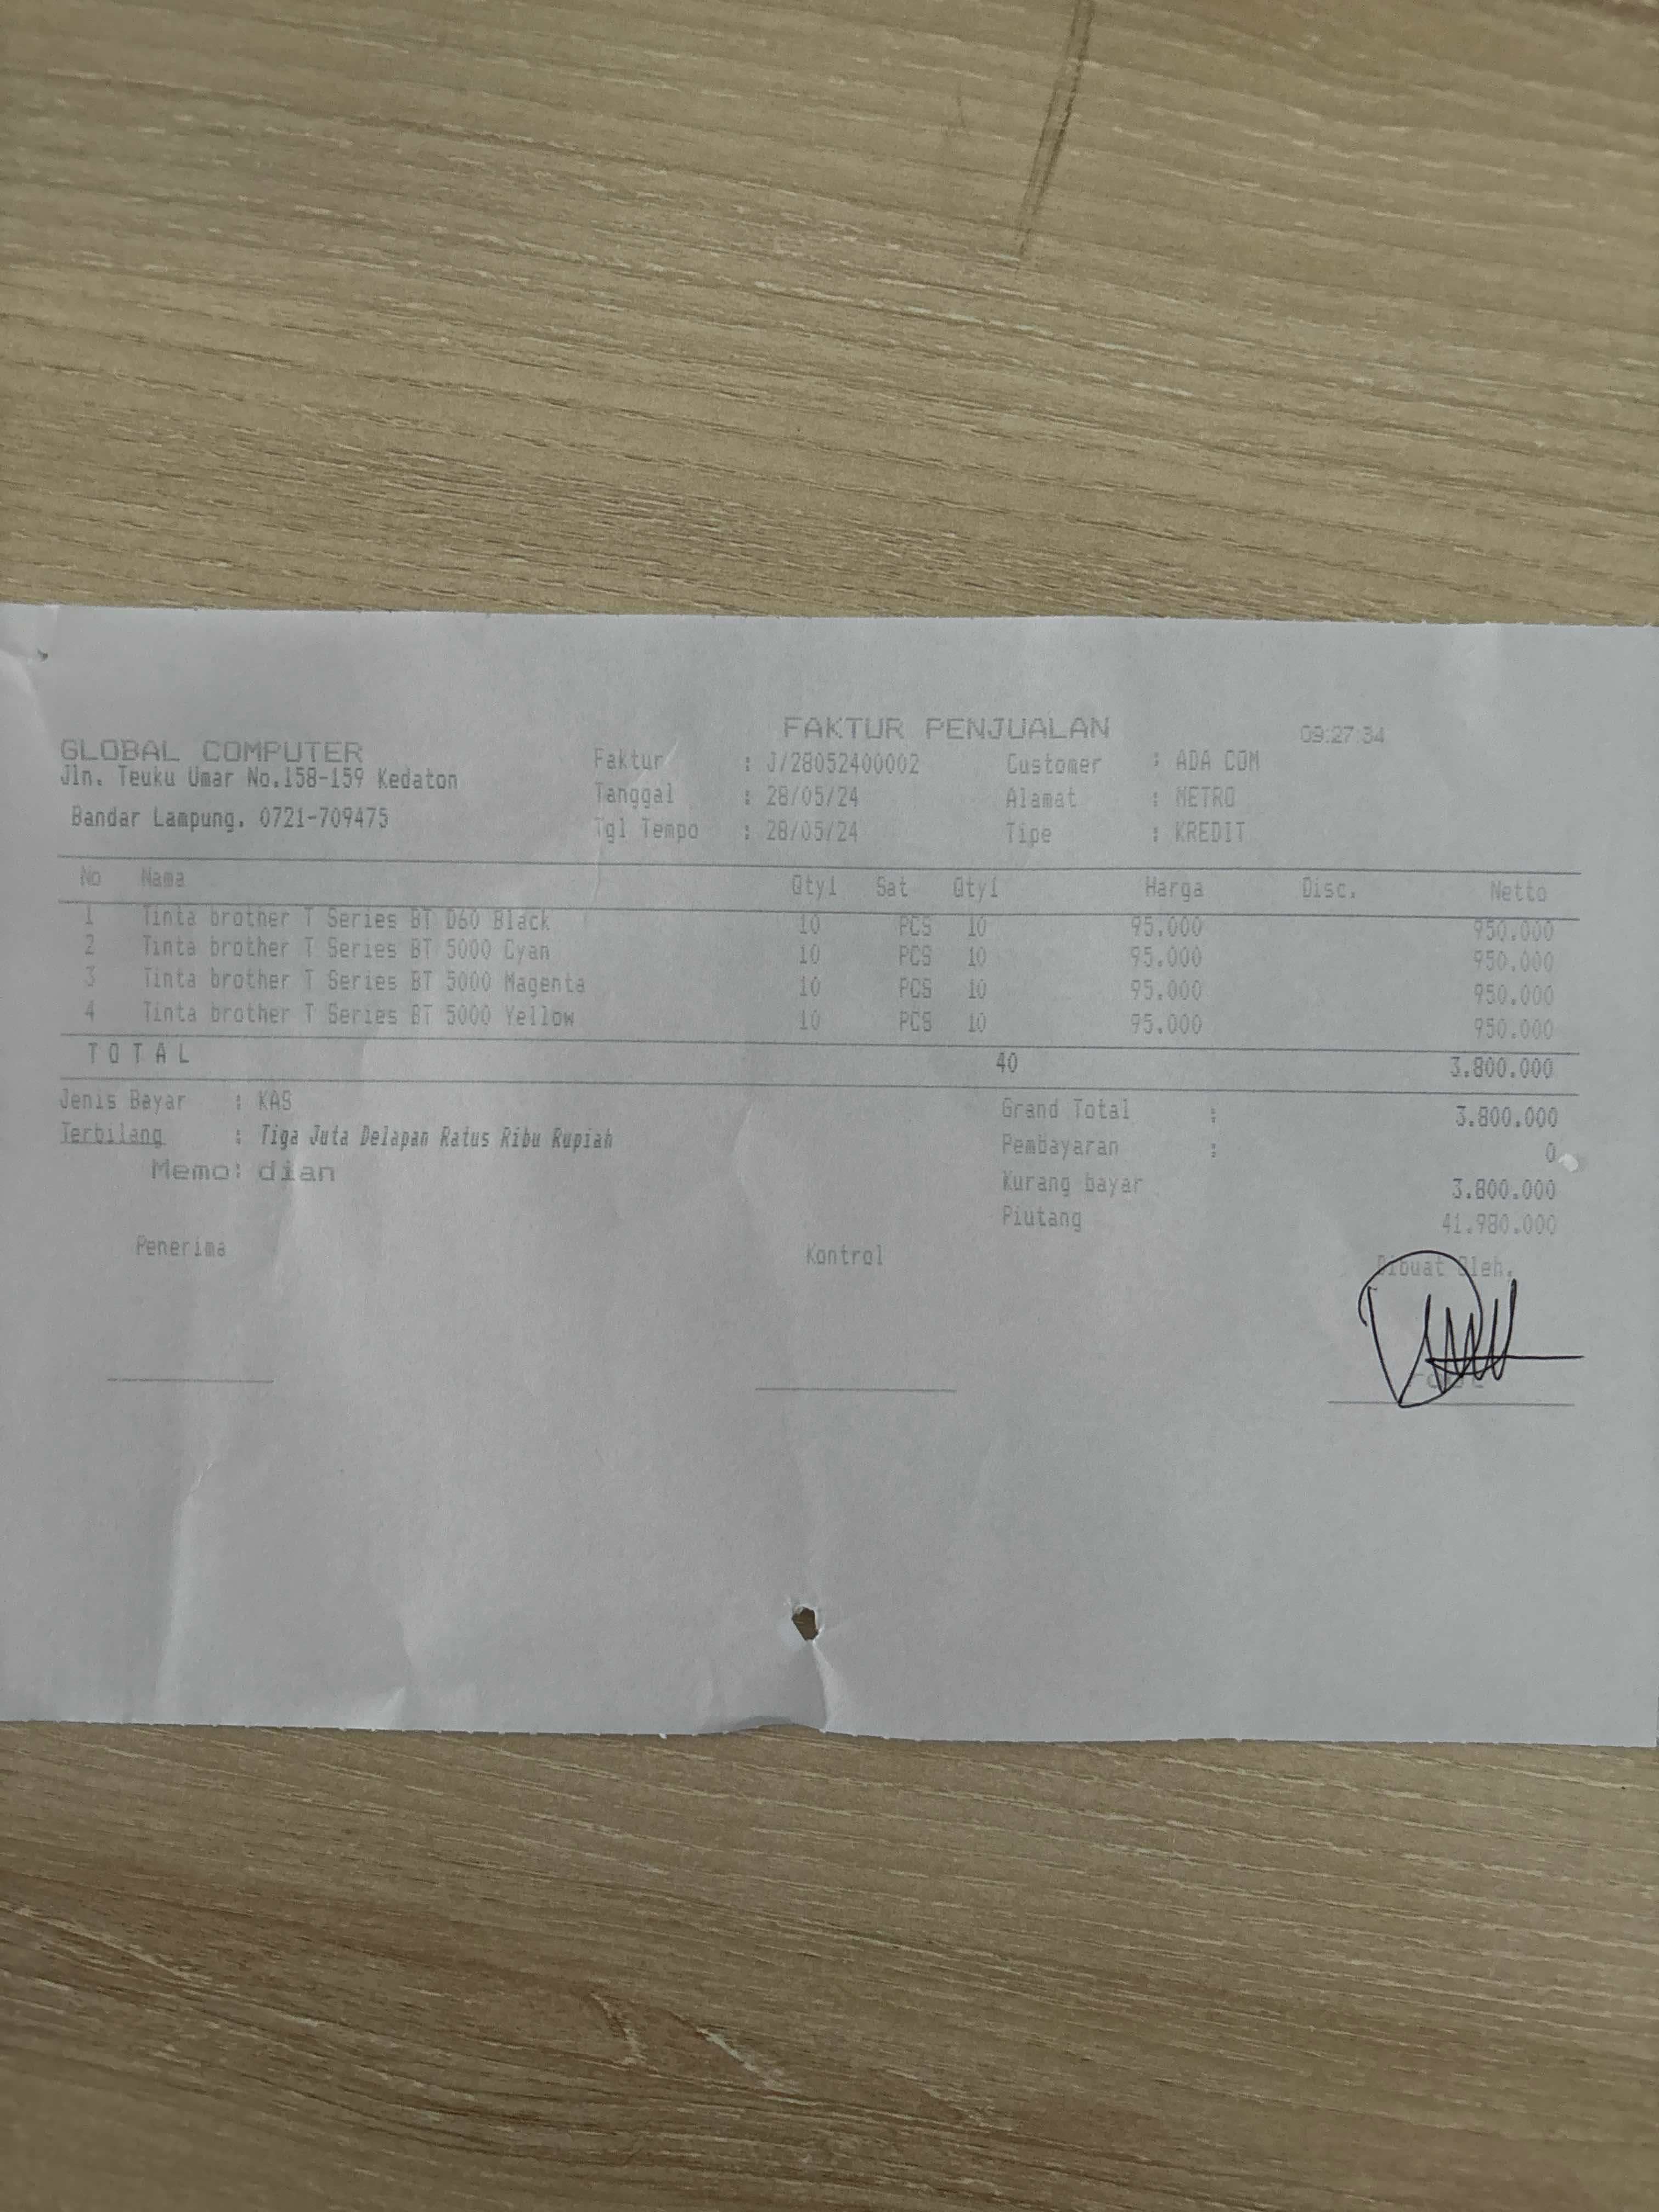 FAKTUR PENJUALAN 09:27:34
GLOBAL COMPUTER
Jln. Teuku Umar No.158-159 Kedaton
Bandar Lampung. 0721-709475
Faktur : J/28052400002
Tanggal : 28/05/24
Tgl Tempo : 28/05/24
Customer : ADA COM
Alamat : METRO
Tipe : KREDIT
No Nama Qty1 Sat Qty1 Harga Disc. Netto
1 Tinta brother T Series BT D60 Black 10 PCS 10 95.000 950.000
2 Tinta brother T Series BT 5000 Cyan 10 PCS 10 95.000 950.000
3 Tinta brother T Series BT 5000 Magenta 10 PCS 10 95.000 950.000
4 Tinta brother T Series BT 5000 Yellow 10 PCS 10 95.000 950.000
T O T A L 40 3.800.000
Jenis Bayar : KAS
Terbilang : Tiga Juta Delapan Ratus Ribu Rupiah
Memo: dian
Grand Total : 3.800.000
Pembayaran : 0
Kurang bayar 3.800.000
Piutang 41.980.000
Penerima Kontrol Dibuat Oleh,